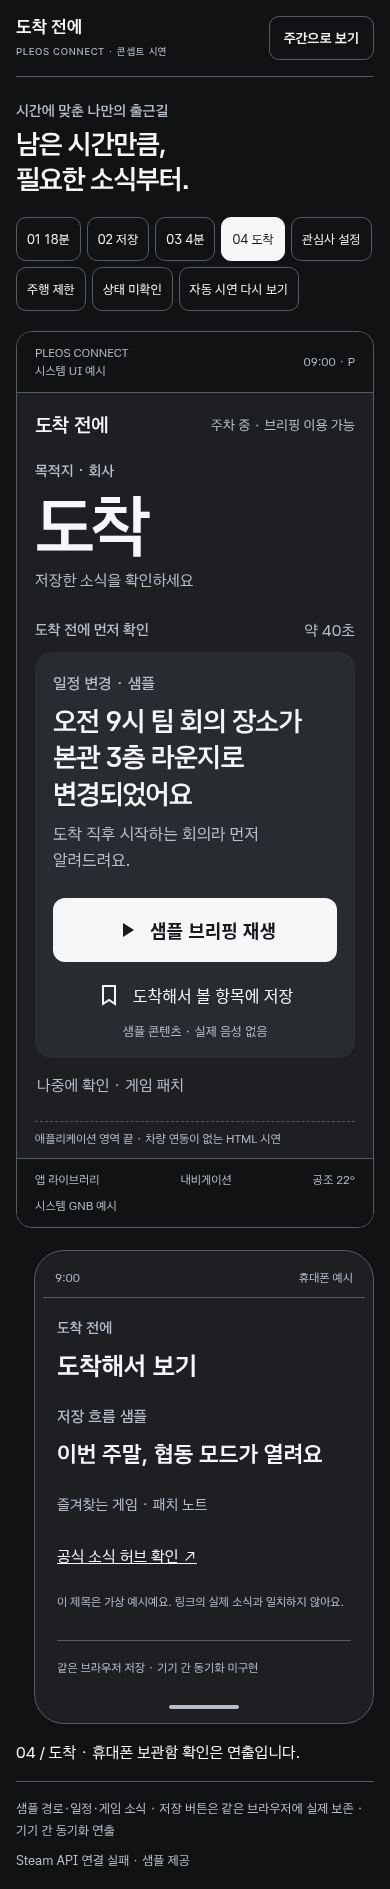 도착 전에
PLEOS CONNECT · 콘셉트 시연
주간으로 보기
시간에 맞춘 나만의 출근길
남은 시간만큼,
필요한 소식부터.
01 18분
02 저장
03 4분
04 도착
관심사 설정
주행 제한
상태 미확인
자동 시연 다시 보기
PLEOS CONNECT
시스템 UI 예시
09:00 · P
도착 전에
주차 중 · 브리핑 이용 가능
목적지 · 회사
도착
저장한 소식을 확인하세요
도착 전에 먼저 확인
약 40초
일정 변경 · 샘플
오전 9시 팀 회의 장소가
본관 3층 라운지로
변경되었어요
도착 직후 시작하는 회의라 먼저
알려드려요.
샘플 브리핑 재생
도착해서 볼 항목에 저장
샘플 콘텐츠 · 실제 음성 없음
나중에 확인 · 게임 패치
애플리케이션 영역 끝 · 차량 연동이 없는 HTML 시연
앱 라이브러리
내비게이션
공조 22°
시스템 GNB 예시
9:00
휴대폰 예시
도착 전에
도착해서 보기
저장 흐름 샘플
이번 주말, 협동 모드가 열려요
즐겨찾는 게임 · 패치 노트
공식 소식 허브 확인 ↗
이 제목은 가상 예시예요. 링크의 실제 소식과 일치하지 않아요.
같은 브라우저 저장 · 기기 간 동기화 미구현
04 / 도착 · 휴대폰 보관함 확인은 연출입니다.
샘플 경로·일정·게임 소식 · 저장 버튼은 같은 브라우저에 실제 보존 ·
기기 간 동기화 연출
Steam API 연결 실패 · 샘플 제공